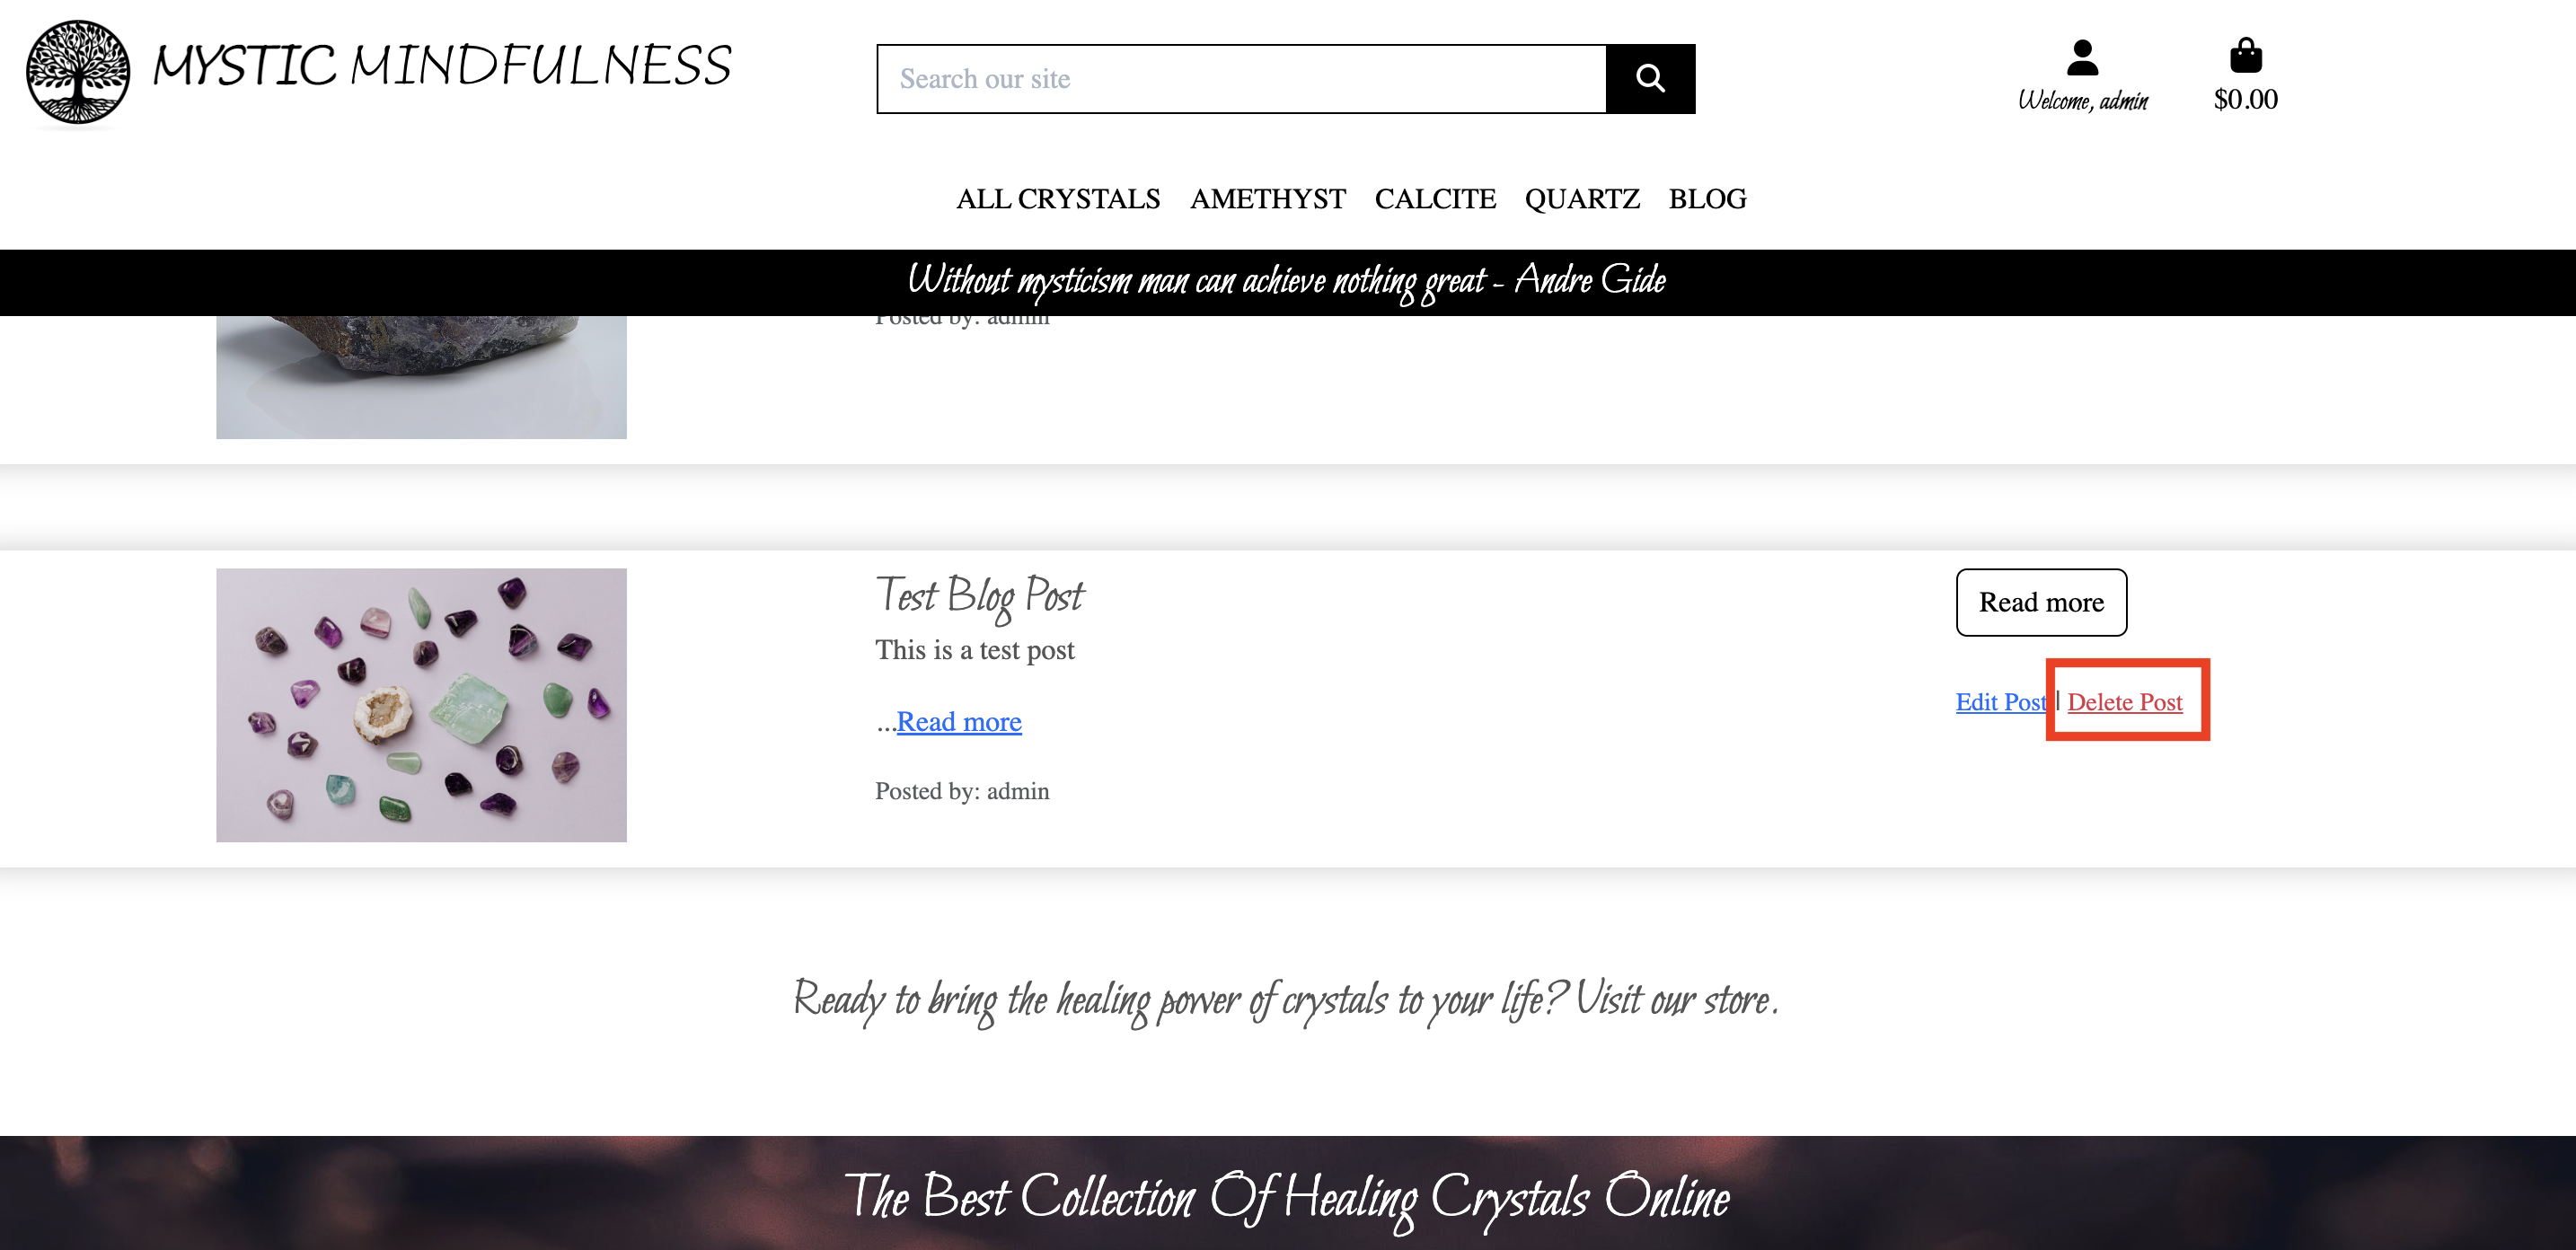 MYSTIC MINDFULNESS
Search our site
Welcome, admin
$0.00
ALL CRYSTALS AMETHYST CALCITE QUARTZ BLOG
Without mysticism man can achieve nothing great - Andre Gide
Posted by: admin
Test Blog Post
This is a test post
...Read more
Posted by: admin
Read more
Edit Post | Delete Post
Ready to bring the healing power of crystals to your life? Visit our store.
The Best Collection Of Healing Crystals Online